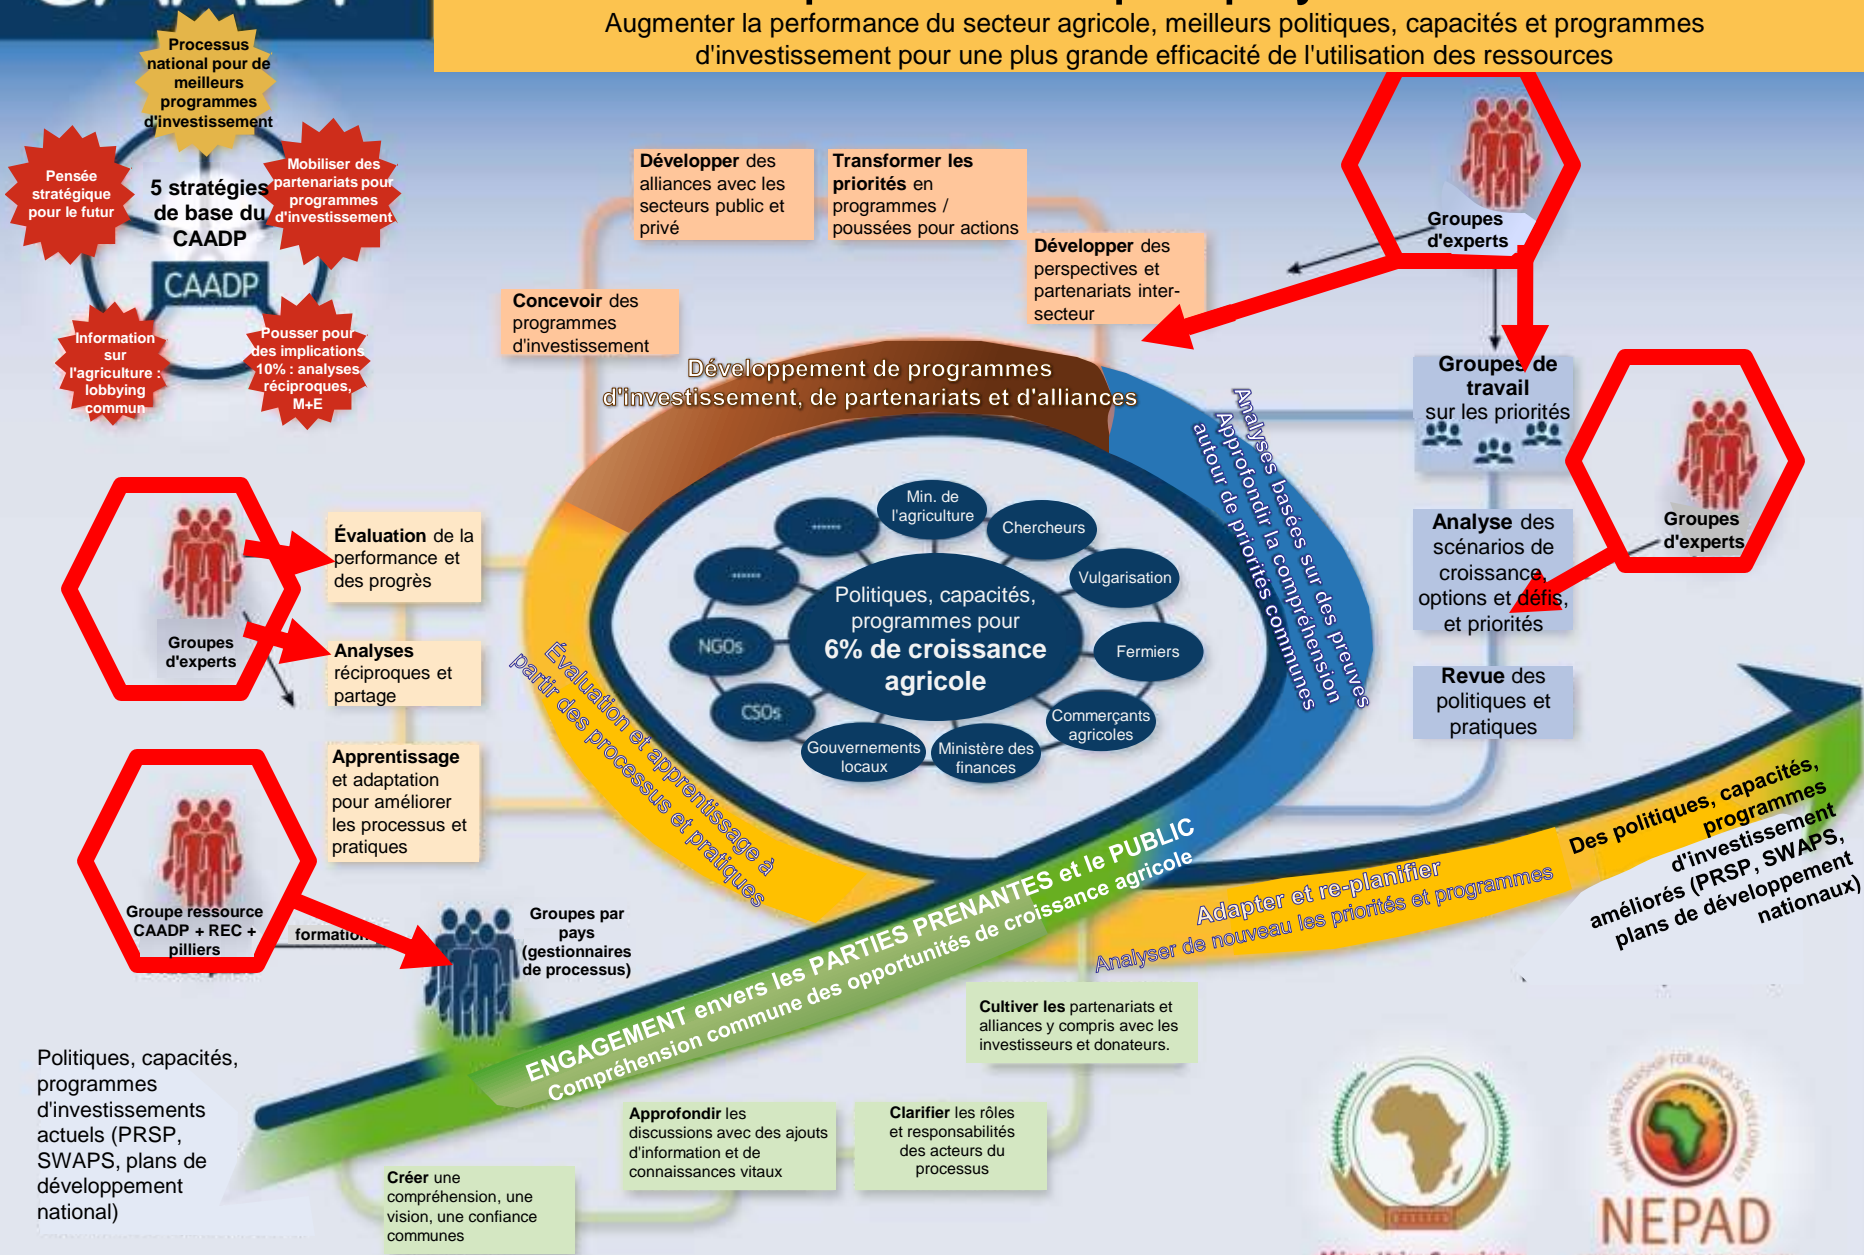 Augmenter la performance du secteur agricole, meilleurs politiques, capacités et programmes
d'investissement pour une plus grande efficacité de l'utilisation des ressources
Processus
national pour de
meilleurs
programmes
d'investissement
Pensée
stratégique
pour le futur
5 stratégies
de base du
CAADP
Mobiliser des
partenariats pour
programmes
d'investissement
CAADP
Information
sur
l'agriculture :
lobbying
commun
Pousser pour
des implications
10% : analyses
réciproques,
M+E
Développer des
alliances avec les
secteurs public et
privé
Transformer les
priorités en
programmes /
poussées pour actions
Développer des
perspectives et
partenariats inter-
secteur
Concevoir des
programmes
d'investissement
Groupes
d'experts
Développement de programmes
d'investissement, de partenariats et d'alliances
Analyses basées sur des preuves
Approfondir la compréhension
autour de priorités communes
Groupes de
travail
sur les priorités
Groupes
d'experts
Analyse des
scénarios de
croissance,
options et défis,
et priorités
Revue des
politiques et
pratiques
Groupes
d'experts
Évaluation de la
performance et
des progrès
Analyses
réciproques et
partage
Apprentissage
et adaptation
pour améliorer
les processus et
pratiques
Évaluation et apprentissage à
partir des processus et pratiques
******
Min. de
l'agriculture
Chercheurs
******
Vulgarisation
NGOs
Fermiers
CSOs
Commerçants
agricoles
Gouvernements
locaux
Ministère des
finances
Politiques, capacités,
programmes pour
6% de croissance
agricole
Groupe ressource
CAADP + REC +
pilliers
formation
Groupes par
pays
(gestionnaires
de processus)
ENGAGEMENT envers les PARTIES PRENANTES et le PUBLIC
Compréhension commune des opportunités de croissance agricole
Adapter et re-planifier
Analyser de nouveau les priorités et programmes
Des politiques, capacités,
programmes
d'investissement
améliorés (PRSP, SWAPS,
plans de développement
nationaux)
Politiques, capacités,
programmes
d'investissements
actuels (PRSP,
SWAPS, plans de
développement
national)
Cultiver les partenariats et
alliances y compris avec les
investisseurs et donateurs.
Approfondir les
discussions avec des ajouts
d'information et de
connaissances vitaux
Clarifier les rôles
et responsabilités
des acteurs du
processus
Créer une
compréhension, une
vision, une confiance
communes
THE NEW PARTNERSHIP FOR AFRICA'S DEVELOPMENT
NEPAD